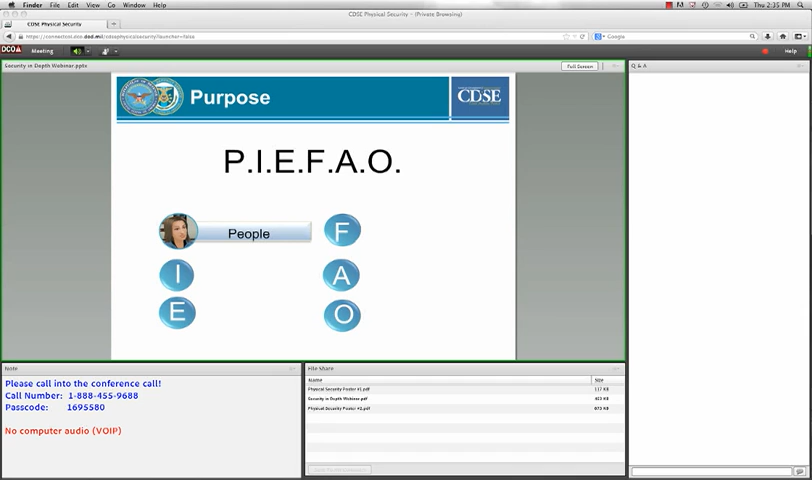 Finder File Edit View Go Window Help
Thu 2:35 PM
CDSE Physical Security - (Private Browsing)
CDSE Physical Security
Google
DCO
Meeting
Help
Security in Depth Webinar.pptx
Full Screen
Q & A
Purpose
CDSE
P.I.E.F.A.O.
People
F
I
A
E
O
Note
Please call into the conference call!
Call Number: 1-888-455-9688
Passcode: 1695580
No computer audio (VOIP)
File Share
Name Size
Physical Security Poster #1.pdf
Security in Depth Webinar.pdf
Physical Security Poster #2.pdf